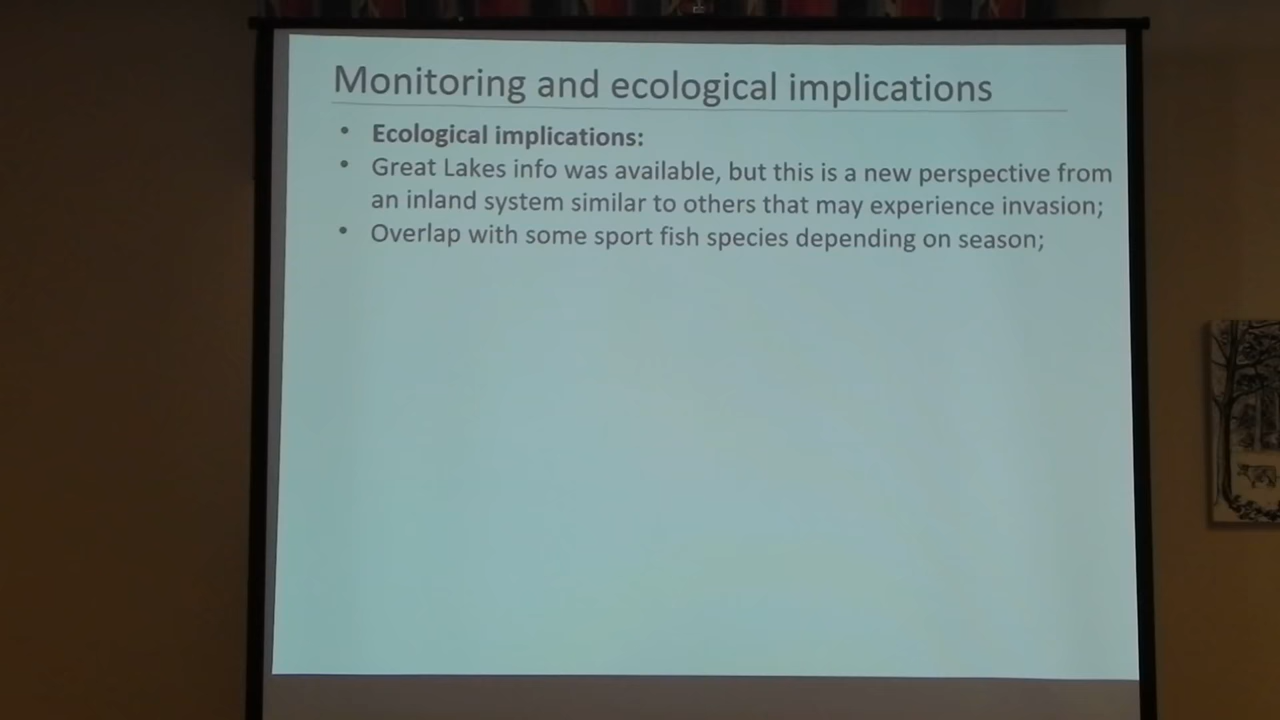 Monitoring and ecological implications
• Ecological implications:
• Great Lakes info was available, but this is a new perspective from
an inland system similar to others that may experience invasion;
• Overlap with some sport fish species depending on season;